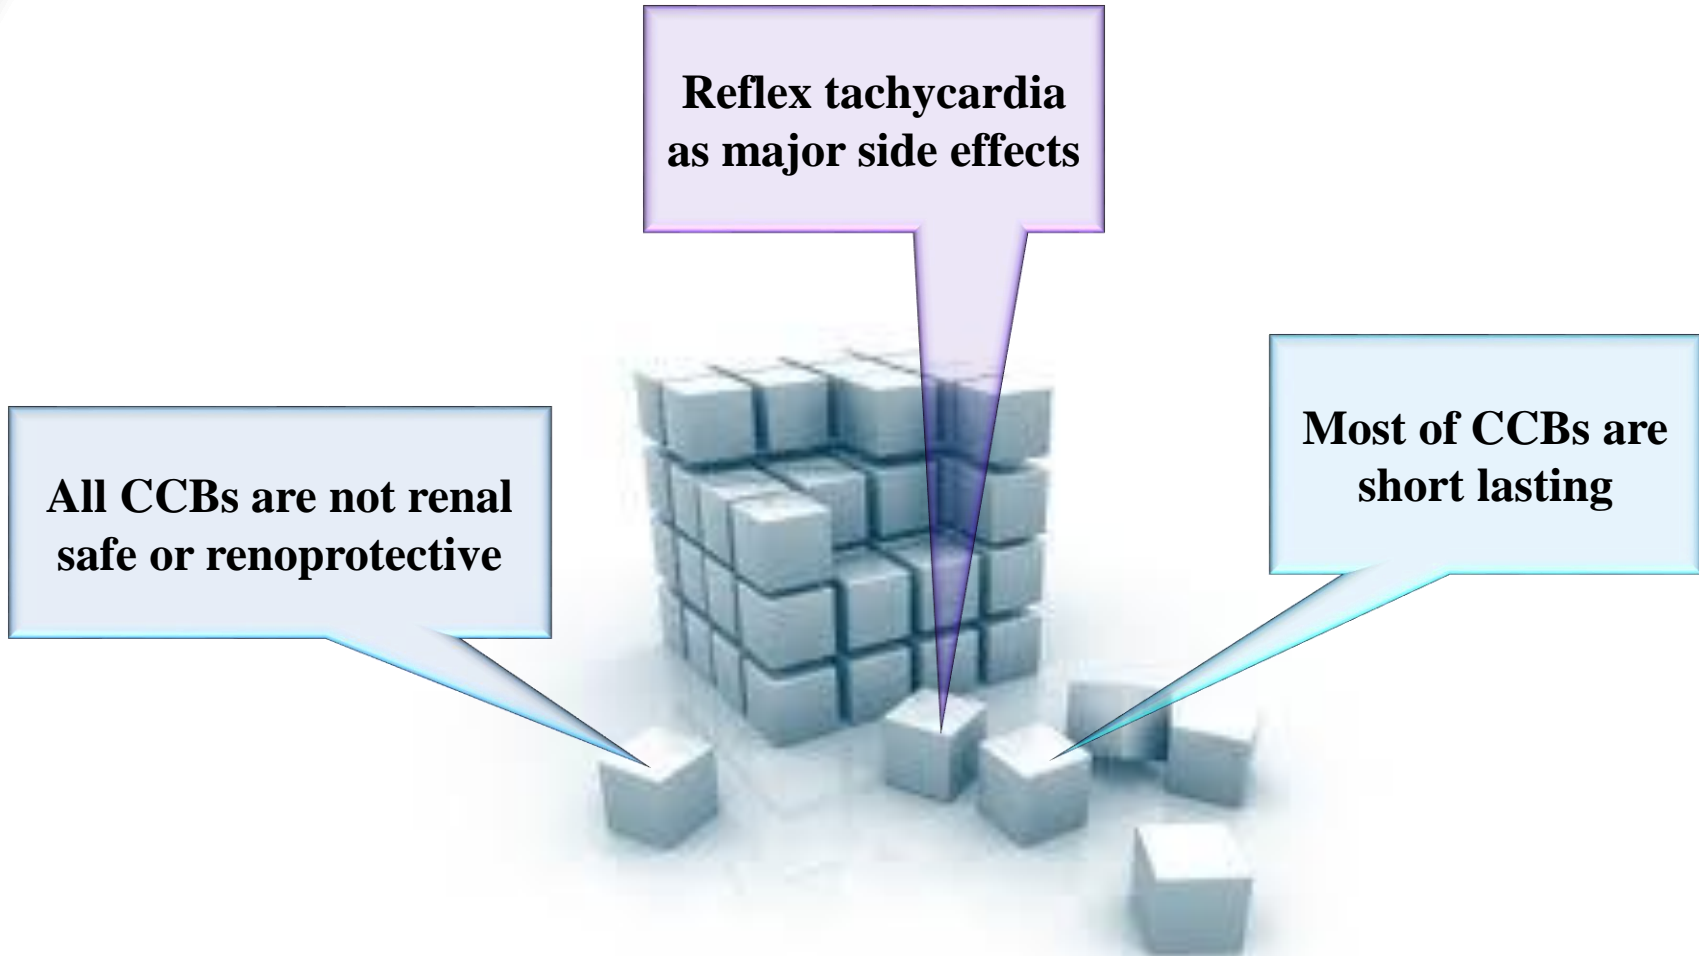 Reflex tachycardia
as major side effects
All CCBs are not renal
safe or renoprotective
Most of CCBs are
short lasting